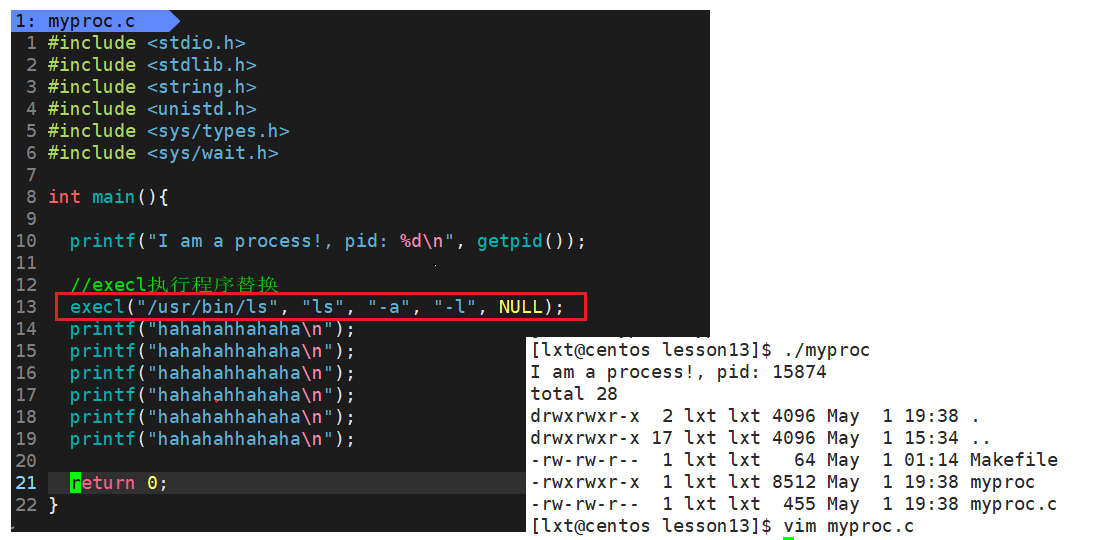 1: myproc.c
1 #include <stdio.h>
2 #include <stdlib.h>
3 #include <string.h>
4 #include <unistd.h>
5 #include <sys/types.h>
6 #include <sys/wait.h>
7
8 int main(){
9
10   printf("I am a process!, pid: %d\n", getpid());
11
12   //execl执行程序替换
13   execl("/usr/bin/ls", "ls", "-a", "-l", NULL);
14   printf("hahahahhahaha\n");
15   printf("hahahahhahaha\n");
16   printf("hahahahhahaha\n");
17   printf("hahahahhahaha\n");
18   printf("hahahahhahaha\n");
19   printf("hahahahhahaha\n");
20
21   return 0;
22 }
[lxt@centos lesson13]$ ./myproc
I am a process!, pid: 15874
total 28
drwxrwxr-x  2 lxt lxt 4096 May  1 19:38 .
drwxrwxr-x 17 lxt lxt 4096 May  1 15:34 ..
-rw-rw-r--  1 lxt lxt   64 May  1 01:14 Makefile
-rwxrwxr-x  1 lxt lxt 8512 May  1 19:38 myproc
-rw-rw-r--  1 lxt lxt  455 May  1 19:38 myproc.c
[lxt@centos lesson13]$ vim myproc.c